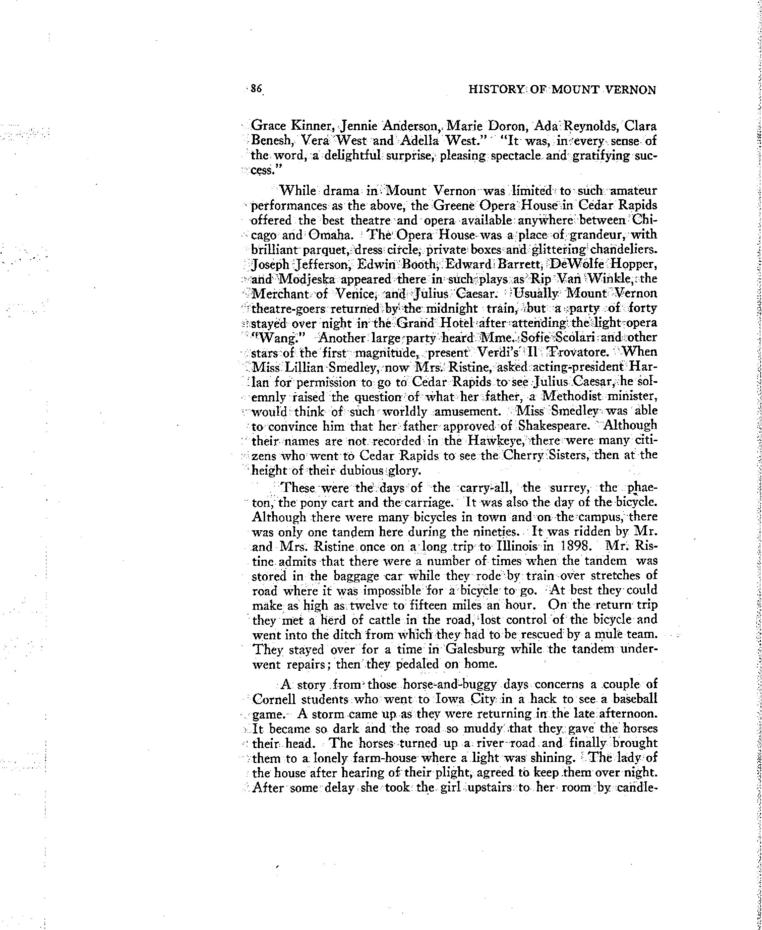 86 HISTORY OF MOUNT VERNON
Grace Kinner, Jennie Anderson, Marie Doron, Ada Reynolds, Clara
Benesh, Vera West and Adella West." "It was, in every sense of
the word, a delightful surprise, pleasing spectacle and gratifying suc-
cess."
While drama in Mount Vernon was limited to such amateur
performances as the above, the Greene Opera House in Cedar Rapids
offered the best theatre and opera available anywhere between Chi-
cago and Omaha. The Opera House was a place of grandeur, with
brilliant parquet, dress circle, private boxes and glittering chandeliers.
Joseph Jefferson, Edwin Booth, Edward Barrett, DeWolfe Hopper,
and Modjeska appeared there in such plays as Rip Van Winkle, the
Merchant of Venice, and Julius Caesar. Usually Mount Vernon
theatre-goers returned by the midnight train, but a party of forty
stayed over night in the Grand Hotel after attending the light opera
"Wang." Another large party heard Mme. Sofie Scolari and other
stars of the first magnitude, present Verdi's Il Trovatore. When
Miss Lillian Smedley, now Mrs. Ristine, asked acting-president Har-
lan for permission to go to Cedar Rapids to see Julius Caesar, he sol-
emnly raised the question of what her father, a Methodist minister,
would think of such worldly amusement. Miss Smedley was able
to convince him that her father approved of Shakespeare. Although
their names are not recorded in the Hawkeye, there were many citi-
zens who went to Cedar Rapids to see the Cherry Sisters, then at the
height of their dubious glory.
These were the days of the carry-all, the surrey, the phae-
ton, the pony cart and the carriage. It was also the day of the bicycle.
Although there were many bicycles in town and on the campus, there
was only one tandem here during the nineties. It was ridden by Mr.
and Mrs. Ristine once on a long trip to Illinois in 1898. Mr. Ris-
tine admits that there were a number of times when the tandem was
stored in the baggage car while they rode by train over stretches of
road where it was impossible for a bicycle to go. At best they could
make as high as twelve to fifteen miles an hour. On the return trip
they met a herd of cattle in the road, lost control of the bicycle and
went into the ditch from which they had to be rescued by a mule team.
They stayed over for a time in Galesburg while the tandem under-
went repairs; then they pedaled on home.
A story from those horse-and-buggy days concerns a couple of
Cornell students who went to Iowa City in a hack to see a baseball
game. A storm came up as they were returning in the late afternoon.
It became so dark and the road so muddy that they gave the horses
their head. The horses turned up a river road and finally brought
them to a lonely farm-house where a light was shining. The lady of
the house after hearing of their plight, agreed to keep them over night.
After some delay she took the girl upstairs to her room by candle-